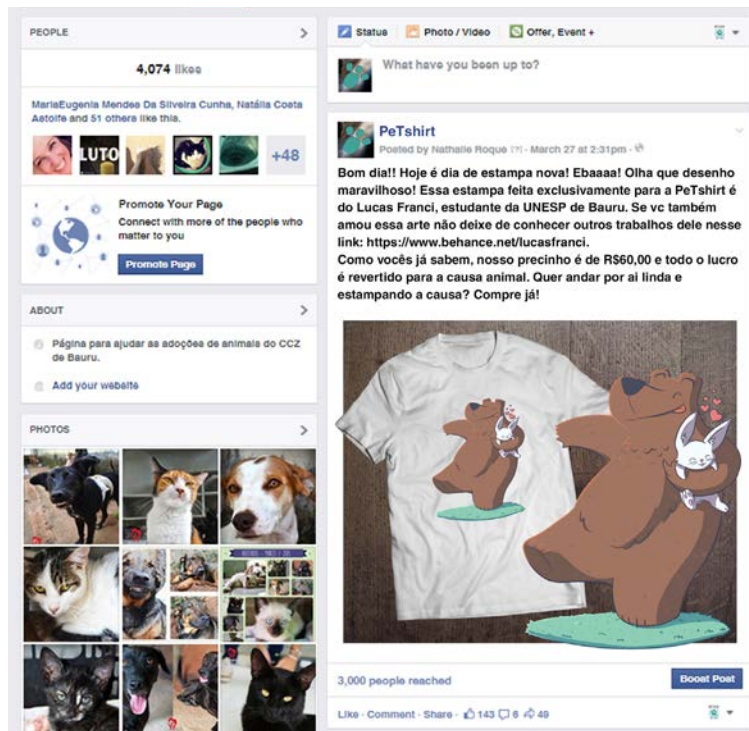 PEOPLE
4,074 likes
MariaEugenia Mendes Da Silveira Cunha, Natália Costa
Astolfe and 51 others like this.
LUTO
+48
Promote Your Page
Connect with more of the people who
matter to you
Promote Page
ABOUT
Página para ajudar as adoções de animais do CCZ
de Bauru.
Add your website
PHOTOS
Status
Photo / Video
Offer, Event +
What have you been up to?
PeTshirt
Posted by Nathalie Roque [?] · March 27 at 2:31pm ·
Bom dia!! Hoje é dia de estampa nova! Ebaaaa! Olha que desenho
maravilhoso! Essa estampa feita exclusivamente para a PeTshirt é
do Lucas Franci, estudante da UNESP de Bauru. Se vc também
amou essa arte não deixe de conhecer outros trabalhos dele nesse
link: https://www.behance.net/lucasfranci.
Como vocês já sabem, nosso precinho é de R$60,00 e todo o lucro
é revertido para a causa animal. Quer andar por ai linda e
estampando a causa? Compre já!
3,000 people reached
Boost Post
Like · Comment · Share · 143 6 49